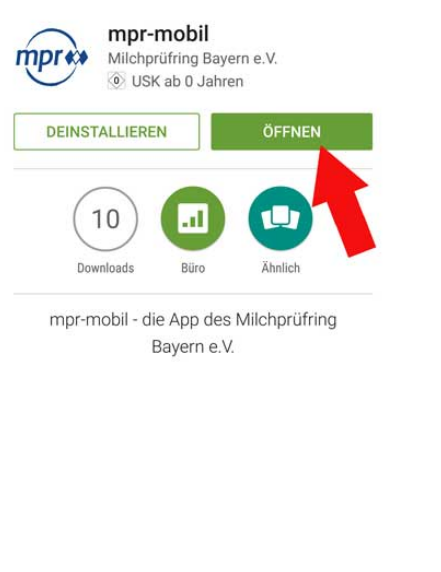 mpr
mpr-mobil
Milchprüfring Bayern e.V.
0 USK ab 0 Jahren
DEINSTALLIEREN ÖFFNEN
10
Downloads Büro Ähnlich
mpr-mobil - die App des Milchprüfring
Bayern e.V.